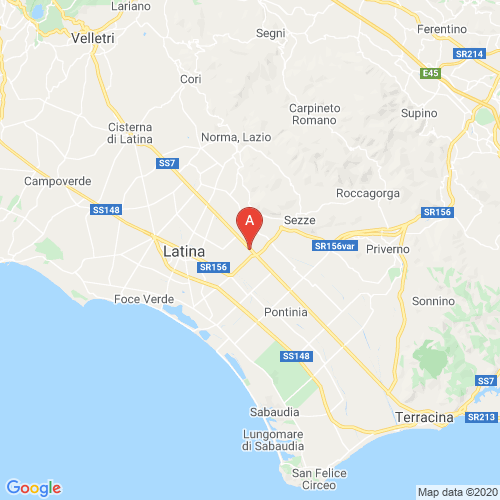 Lariano
Ferentino
Velletri
Segni
SR214
E45
Cori
Carpineto
Romano
Supino
Cisterna
di Latina
Norma, Lazio
SS7
Campoverde
Roccagorga
SS148
SR156
A
Sezze
SR156var
Latina
Priverno
SR156
Foce Verde
Sonnino
Pontinia
SS148
SS7
Sabaudia
Terracina
SR213
Lungomare
di Sabaudia
San Felice
Circeo
Google
Map data ©2020